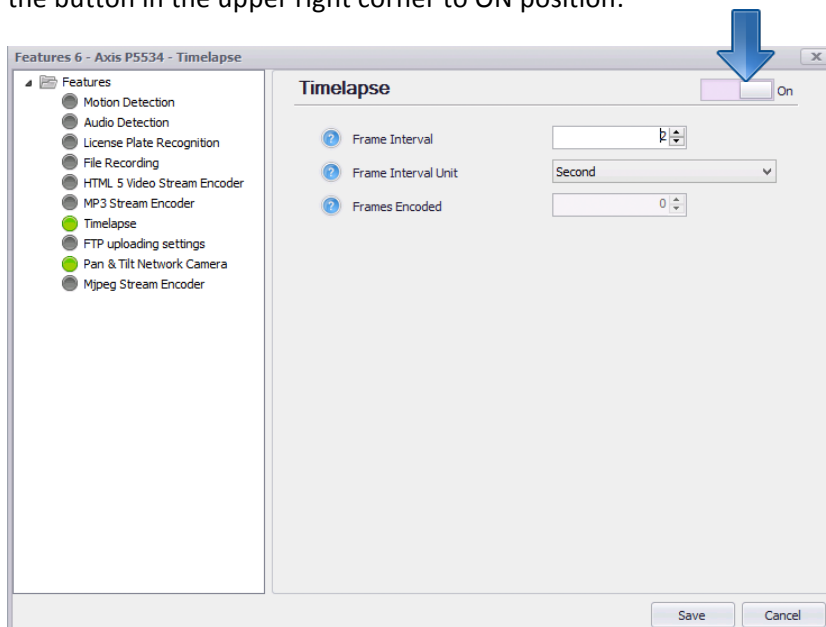 the button in the upper right corner to ON position.
Features 6 - Axis P5534 - Timelapse
x
Features
Motion Detection
Audio Detection
License Plate Recognition
File Recording
HTML 5 Video Stream Encoder
MP3 Stream Encoder
Timelapse
FTP uploading settings
Pan & Tilt Network Camera
Mjpeg Stream Encoder
Timelapse
On
? Frame Interval 2
? Frame Interval Unit Second
? Frames Encoded 0
Save Cancel